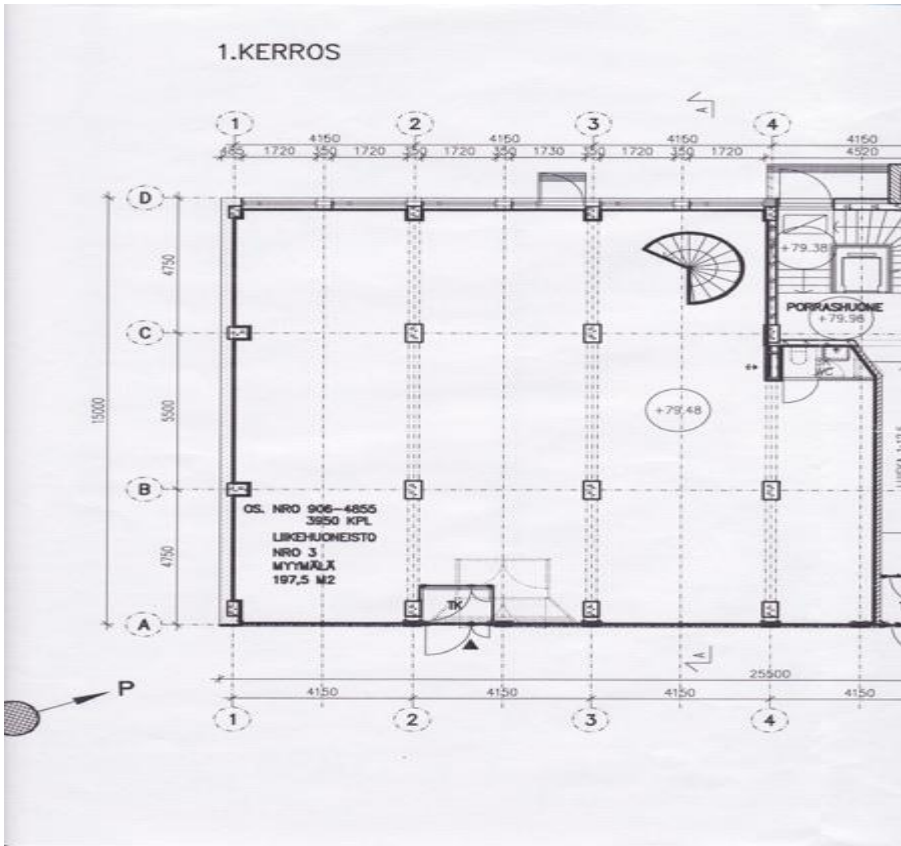 1.KERROS
A
1 2 3 4
4150 4150 4150 4150
465 1720 350 1720 350 1720 350 1730 350 1720 350 1720 4520
D
4750
+79.38
PORRASHUONE
+79.98
C
WC
15000
5500
+79.48
B
OS. NRO 906-4855
3950 KPL
LIIKEHUONEISTO
NRO 3
MYYMÄLÄ
197,5 M2
4750
TK
A
A
25500
P
4150 4150 4150 4150
1 2 3 4